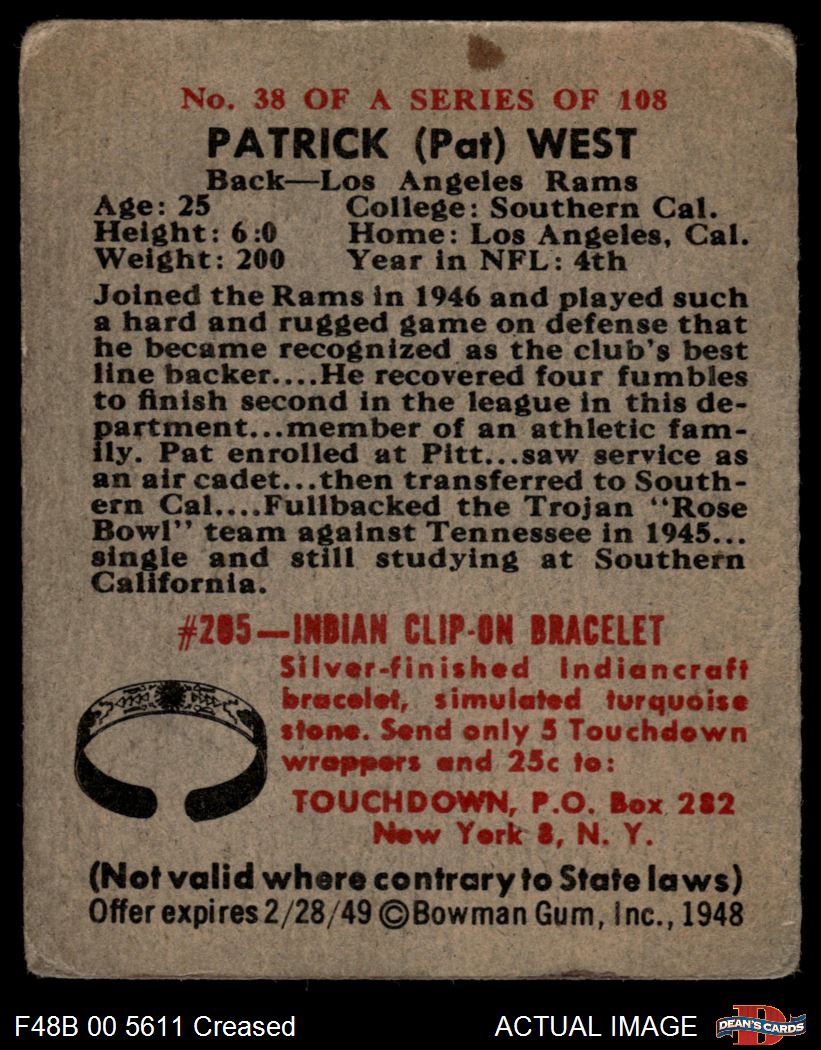 No. 38 OF A SERIES OF 108
PATRICK (Pat) WEST
Back—Los Angeles Rams
Age: 25 College: Southern Cal.
Height: 6:0 Home: Los Angeles, Cal.
Weight: 200 Year in NFL: 4th
Joined the Rams in 1946 and played such
a hard and rugged game on defense that
he became recognized as the club's best
line backer....He recovered four fumbles
to finish second in the league in this de-
partment...member of an athletic fam-
ily. Pat enrolled at Pitt...saw service as
an air cadet...then transferred to South-
ern Cal....Fullbacked the Trojan "Rose
Bowl" team against Tennessee in 1945...
single and still studying at Southern
California.
#205—INDIAN CLIP-ON BRACELET
Silver-finished Indiancraft
bracelet, simulated turquoise
stone. Send only 5 Touchdown
wrappers and 25c to:
TOUCHDOWN, P.O. Box 282
New York 8, N. Y.
(Not valid where contrary to State laws)
Offer expires 2/28/49 ©Bowman Gum, Inc., 1948
F48B 00 5611 Creased ACTUAL IMAGE DEAN'S CARDS